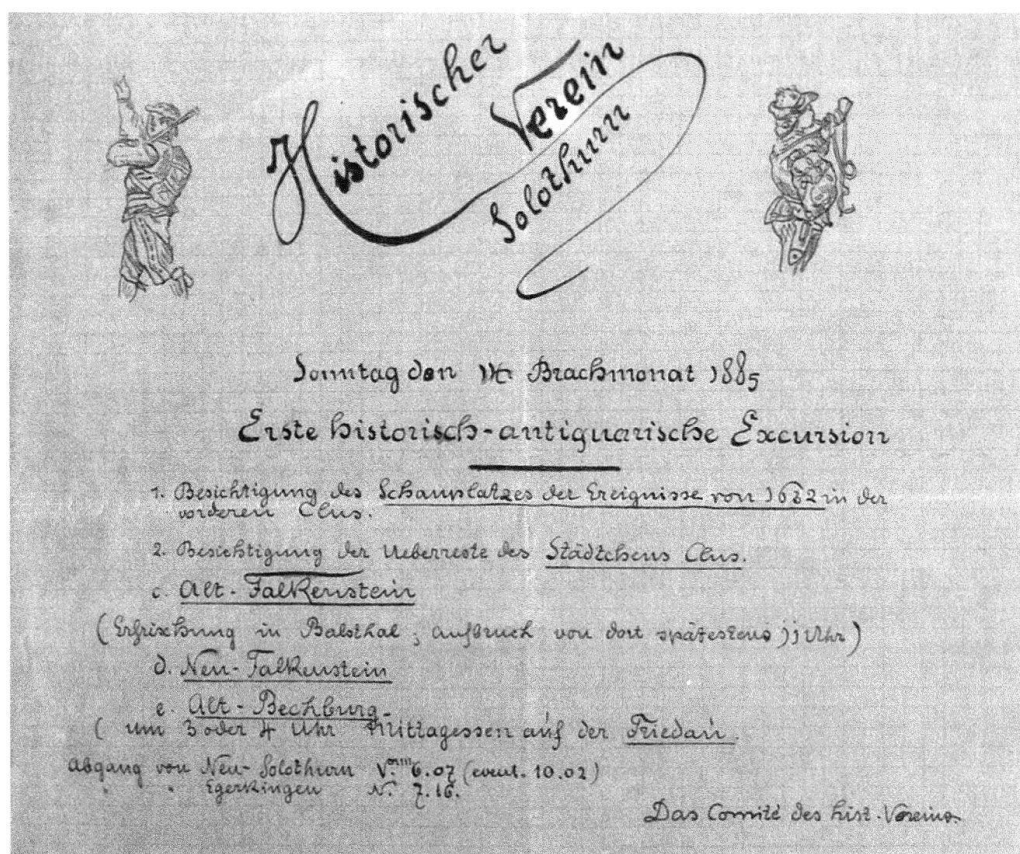 Historischer
Verein
Solothurn
Sonntag den 14t Brachmonat 1885
Erste historisch-antiquarische Excursion
1. Besichtigung des Schauplatzes der Ereignisse von 1632 in der
vorderen Clus.
2. Besichtigung der Ueberreste des Städtchens Clus.
c. Alt-Falkenstein
(Erfrischung in Balsthal; Aufbruch von dort spätestens 11 Uhr)
d. Neu-Falkenstein
e. Alt-Bechburg
(um 3 oder 4 Uhr Mittagessen auf der Friedau.
Abgang von Neu-Solothurn V.orm 6.07 (event. 10.02)
" " Egerkingen N. 7.16.
Das Comité des hist. Vereins.